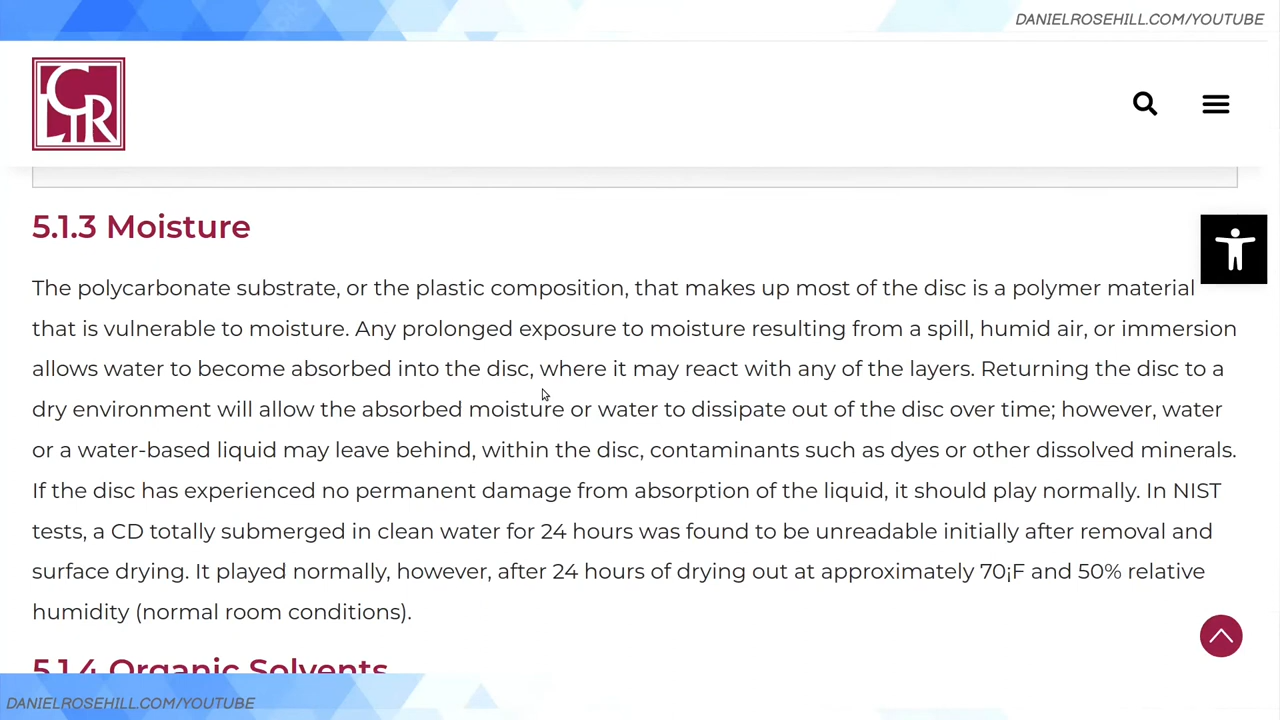 DANIELROSEHILL.COM/YOUTUBE
CLIR
5.1.3 Moisture
The polycarbonate substrate, or the plastic composition, that makes up most of the disc is a polymer material
that is vulnerable to moisture. Any prolonged exposure to moisture resulting from a spill, humid air, or immersion
allows water to become absorbed into the disc, where it may react with any of the layers. Returning the disc to a
dry environment will allow the absorbed moisture or water to dissipate out of the disc over time; however, water
or a water-based liquid may leave behind, within the disc, contaminants such as dyes or other dissolved minerals.
If the disc has experienced no permanent damage from absorption of the liquid, it should play normally. In NIST
tests, a CD totally submerged in clean water for 24 hours was found to be unreadable initially after removal and
surface drying. It played normally, however, after 24 hours of drying out at approximately 70¡F and 50% relative
humidity (normal room conditions).
5.1.4 Organic Solvents
DANIELROSEHILL.COM/YOUTUBE